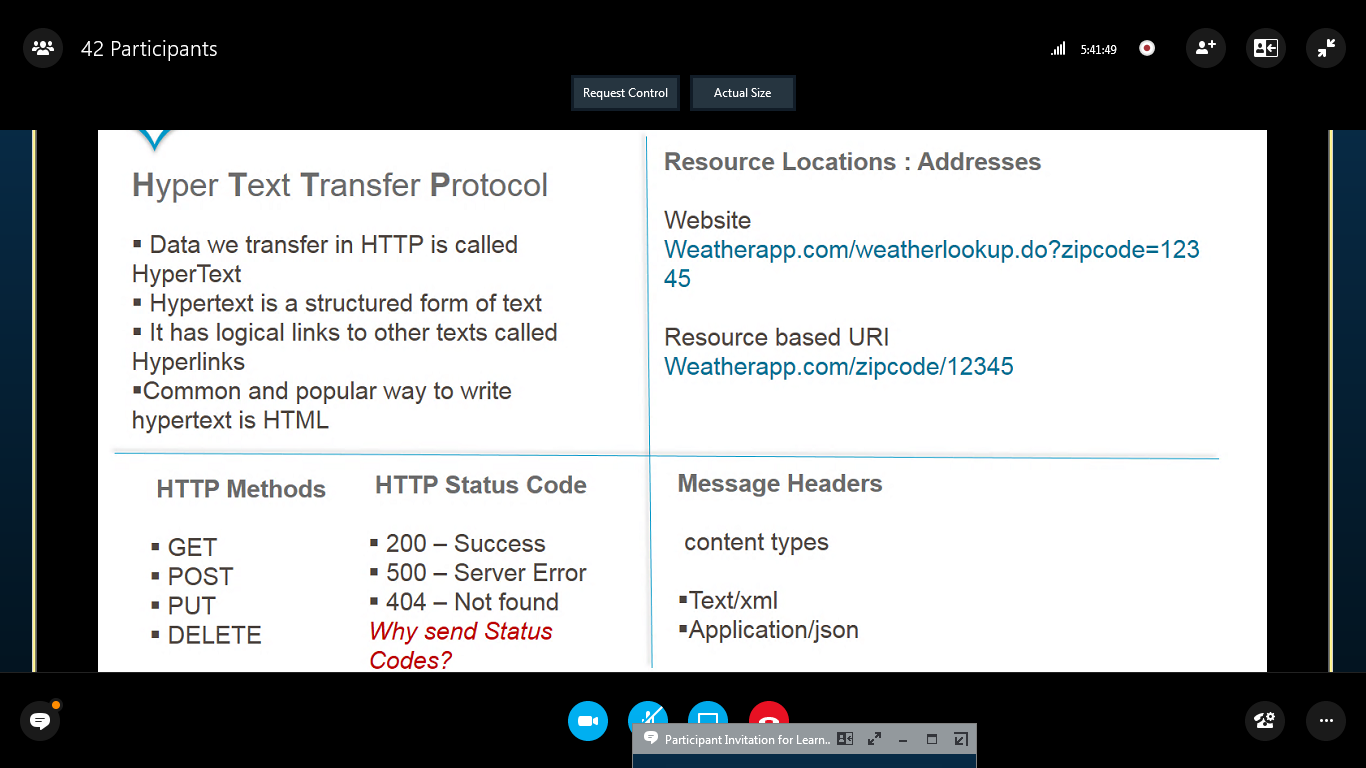 42 Participants
5:41:49
Request Control
Actual Size
Hyper Text Transfer Protocol
▪ Data we transfer in HTTP is called
HyperText
▪ Hypertext is a structured form of text
▪ It has logical links to other texts called
Hyperlinks
▪Common and popular way to write
hypertext is HTML
Resource Locations : Addresses
Website
Weatherapp.com/weatherlookup.do?zipcode=123
45
Resource based URI
Weatherapp.com/zipcode/12345
HTTP Methods
▪ GET
▪ POST
▪ PUT
▪ DELETE
HTTP Status Code
▪ 200 – Success
▪ 500 – Server Error
▪ 404 – Not found
Why send Status
Codes?
Message Headers
content types
▪Text/xml
▪Application/json
Participant Invitation for Learn..